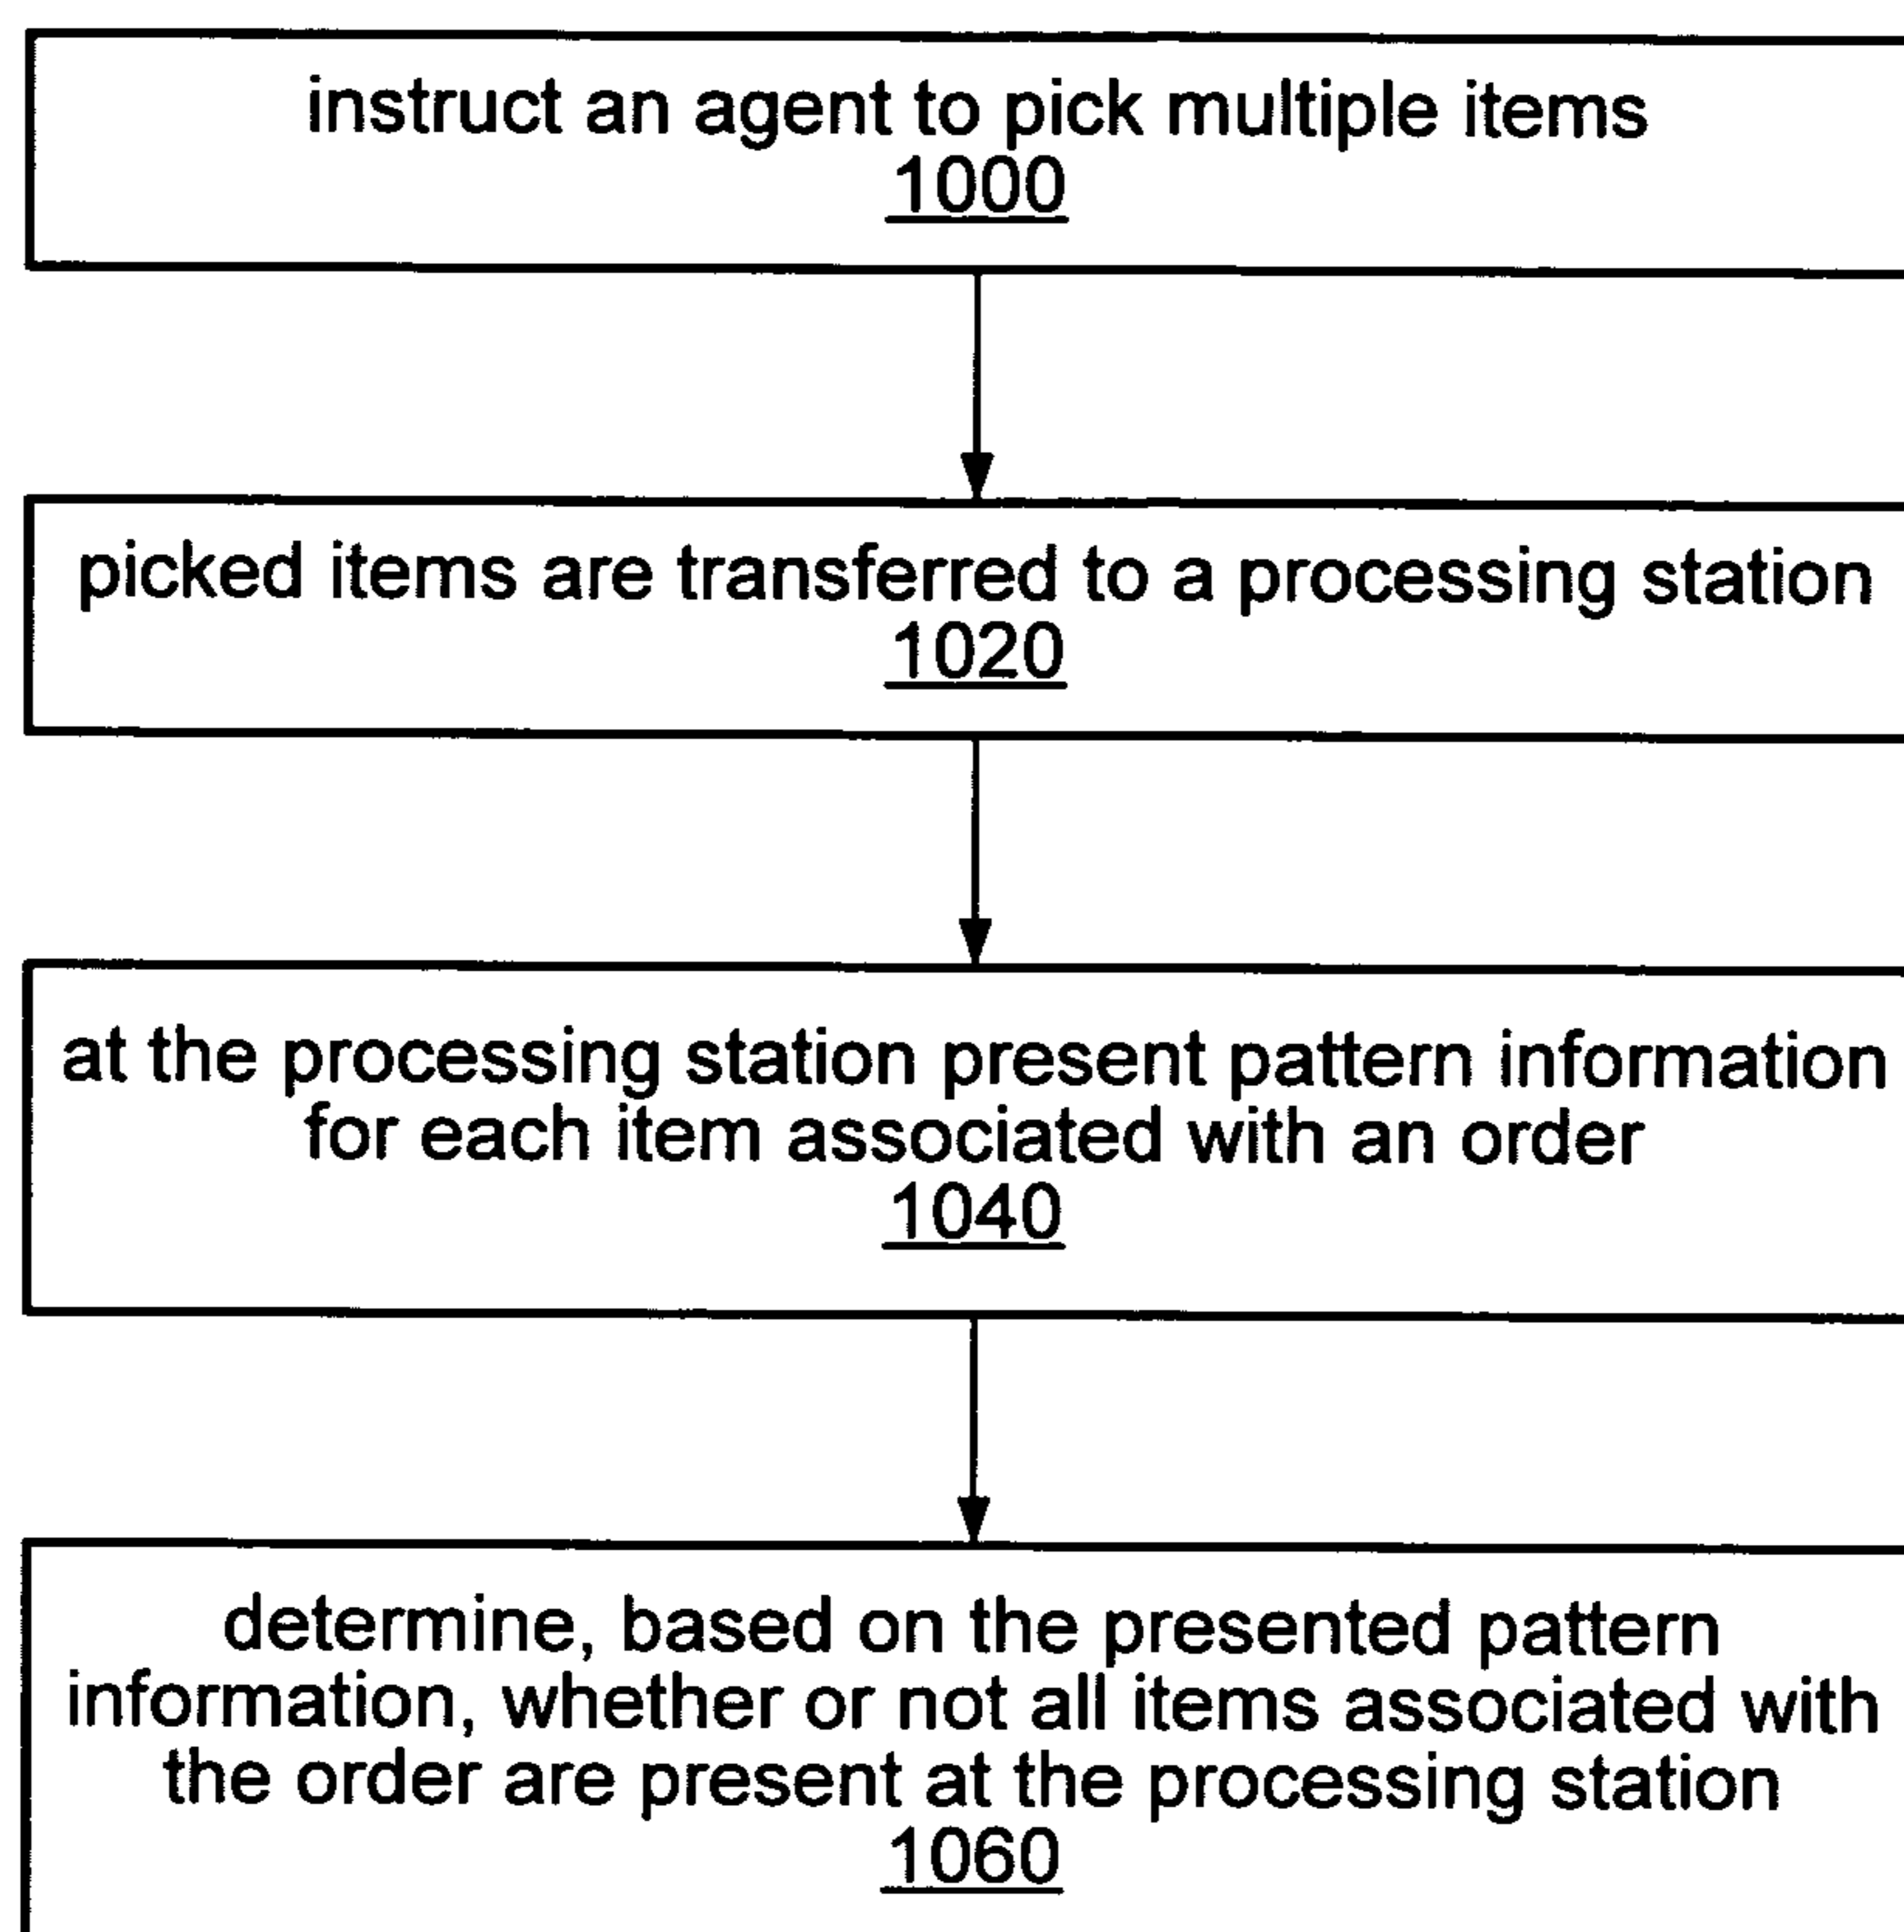 instruct an agent to pick multiple items
1000
picked items are transferred to a processing station
1020
at the processing station present pattern information
for each item associated with an order
1040
determine, based on the presented pattern
information, whether or not all items associated with
the order are present at the processing station
1060